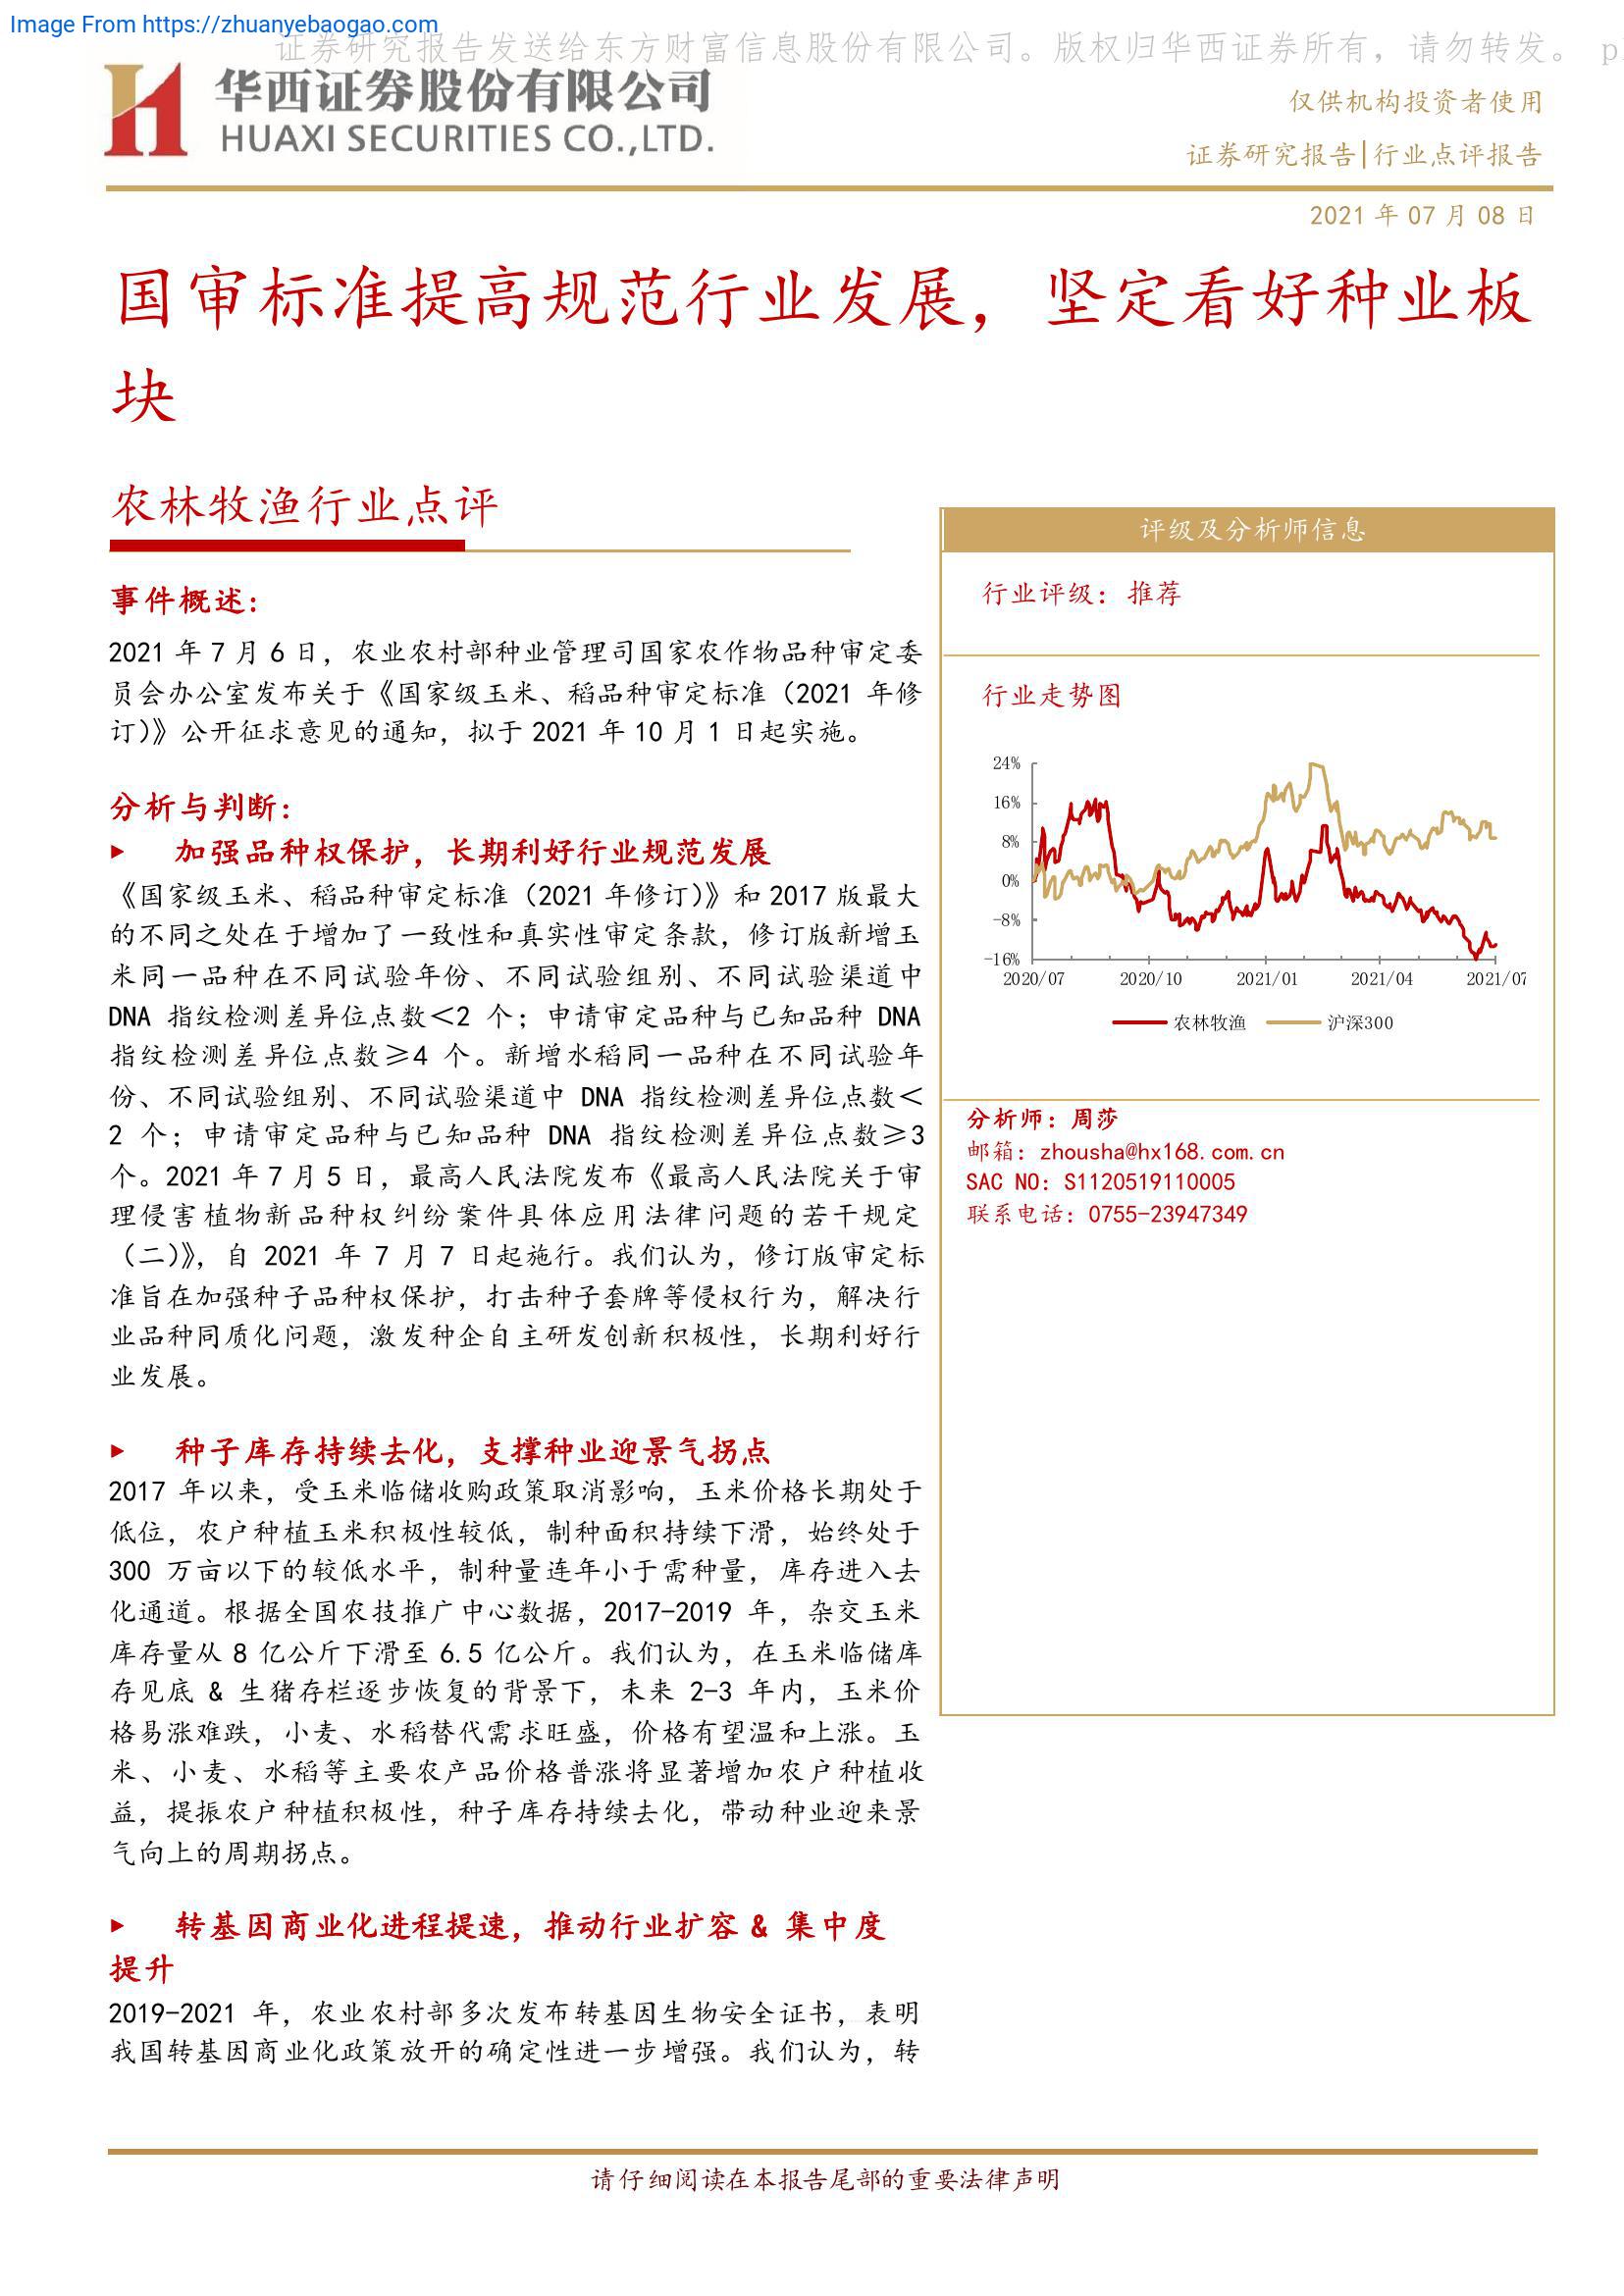 Image From https://zhuanyebaogao.com
证券研究报告发送给东方财富信息股份有限公司。版权归华西证券所有，请勿转发。 p
华西证券股份有限公司
HUAXI SECURITIES CO.,LTD.
仅供机构投资者使用
证券研究报告|行业点评报告
2021 年 07 月 08 日
国审标准提高规范行业发展，坚定看好种业板
块
农林牧渔行业点评
事件概述：
2021 年 7 月 6 日，农业农村部种业管理司国家农作物品种审定委
员会办公室发布关于《国家级玉米、稻品种审定标准（2021 年修
订）》公开征求意见的通知，拟于 2021 年 10 月 1 日起实施。
分析与判断：
► 加强品种权保护，长期利好行业规范发展
《国家级玉米、稻品种审定标准（2021 年修订）》和 2017 版最大
的不同之处在于增加了一致性和真实性审定条款，修订版新增玉
米同一品种在不同试验年份、不同试验组别、不同试验渠道中
DNA 指纹检测差异位点数＜2 个；申请审定品种与已知品种 DNA
指纹检测差异位点数≥4 个。新增水稻同一品种在不同试验年
份、不同试验组别、不同试验渠道中 DNA 指纹检测差异位点数＜
2 个；申请审定品种与已知品种 DNA 指纹检测差异位点数≥3
个。2021 年 7 月 5 日，最高人民法院发布《最高人民法院关于审
理侵害植物新品种权纠纷案件具体应用法律问题的若干规定
（二）》，自 2021 年 7 月 7 日起施行。我们认为，修订版审定标
准旨在加强种子品种权保护，打击种子套牌等侵权行为，解决行
业品种同质化问题，激发种企自主研发创新积极性，长期利好行
业发展。
► 种子库存持续去化，支撑种业迎景气拐点
2017 年以来，受玉米临储收购政策取消影响，玉米价格长期处于
低位，农户种植玉米积极性较低，制种面积持续下滑，始终处于
300 万亩以下的较低水平，制种量连年小于需种量，库存进入去
化通道。根据全国农技推广中心数据，2017-2019 年，杂交玉米
库存量从 8 亿公斤下滑至 6.5 亿公斤。我们认为，在玉米临储库
存见底 & 生猪存栏逐步恢复的背景下，未来 2-3 年内，玉米价
格易涨难跌，小麦、水稻替代需求旺盛，价格有望温和上涨。玉
米、小麦、水稻等主要农产品价格普涨将显著增加农户种植收
益，提振农户种植积极性，种子库存持续去化，带动种业迎来景
气向上的周期拐点。
► 转基因商业化进程提速，推动行业扩容 & 集中度
提升
2019-2021 年，农业农村部多次发布转基因生物安全证书，表明
我国转基因商业化政策放开的确定性进一步增强。我们认为，转
评级及分析师信息
行业评级：推荐
行业走势图
24%
16%
8%
0%
-8%
-16%
2020/07 2020/10 2021/01 2021/04 2021/07
农林牧渔 沪深300
分析师：周莎
邮箱：zhousha@hx168.com.cn
SAC NO：S1120519110005
联系电话：0755-23947349
请仔细阅读在本报告尾部的重要法律声明